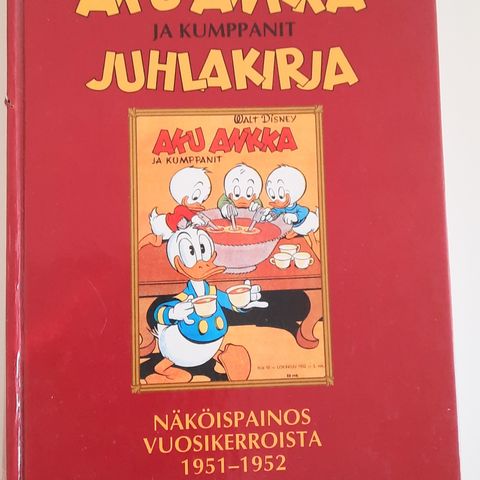 AKU ANKKA
JA KUMPPANIT
JUHLAKIRJA
WALT DISNEY
AKU ANKKA
JA KUMPPANIT
NÄKÖISPAINOS
VUOSIKERROISTA
1951–1952